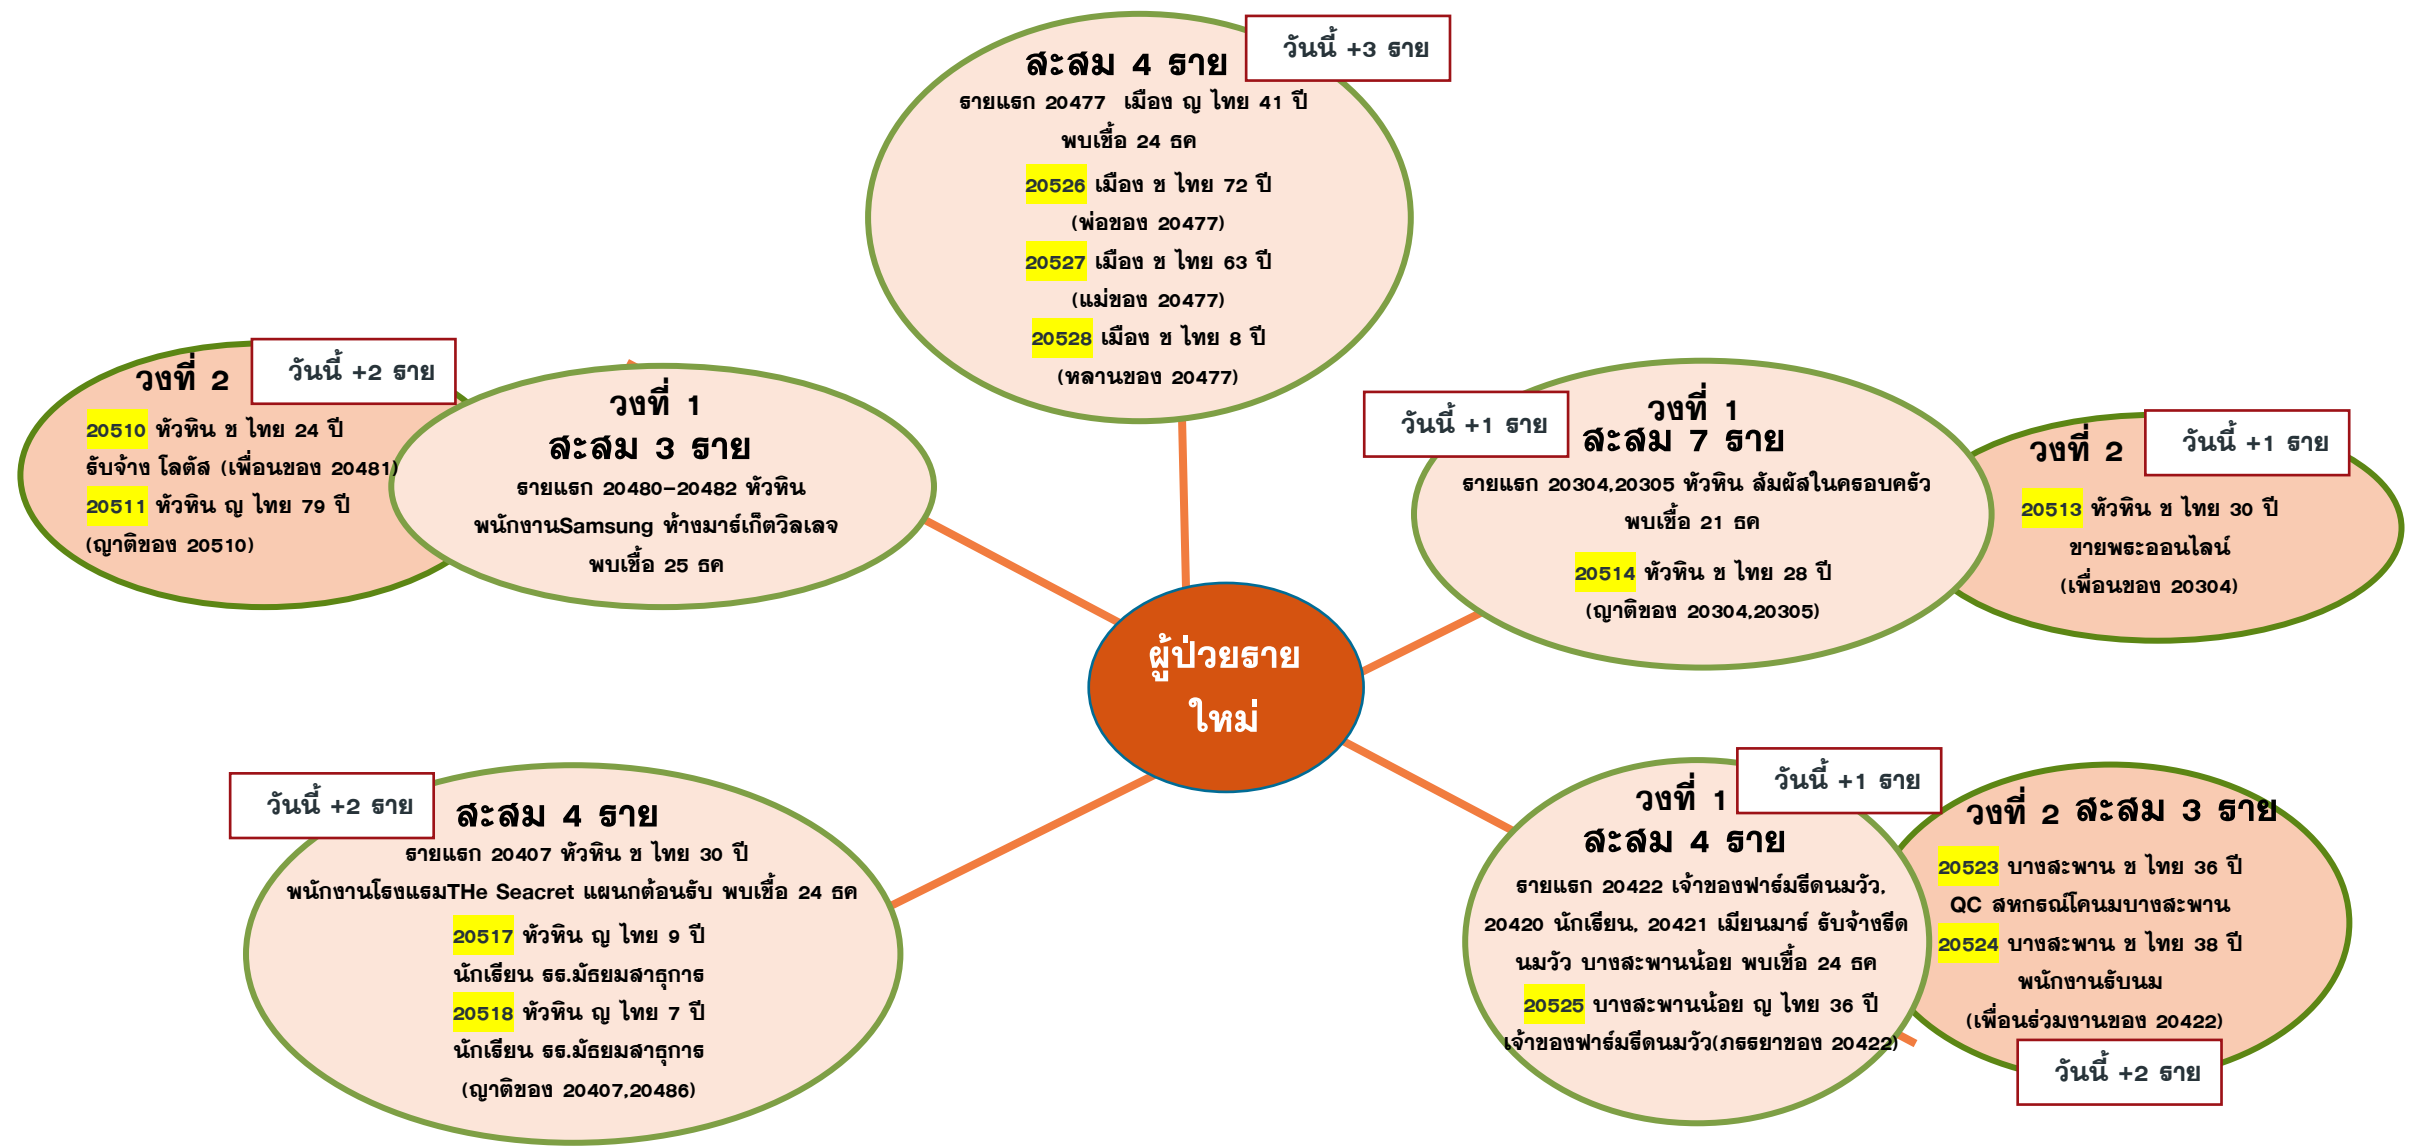 วันนี้ +3 ราย
สะสม 4 ราย
รายแรก 20477 เมือง ญ ไทย 41 ปี
พบเชื้อ 24 ธค
20526 เมือง ช ไทย 72 ปี
(พ่อของ 20477)
20527 เมือง ช ไทย 63 ปี
(แม่ของ 20477)
20528 เมือง ช ไทย 8 ปี
(หลานของ 20477)
วันนี้ +2 ราย
วงที่ 2
20510 หัวหิน ช ไทย 24 ปี
รับจ้าง โลตัส (เพื่อนของ 20481)
20511 หัวหิน ญ ไทย 79 ปี
(ญาติของ 20510)
วงที่ 1
สะสม 3 ราย
รายแรก 20480-20482 หัวหิน
พนักงานSamsung ห้างมาร์เก็ตวิลเลจ
พบเชื้อ 25 ธค
วันนี้ +1 ราย
วงที่ 1
สะสม 7 ราย
รายแรก 20304,20305 หัวหิน สัมผัสในครอบครัว
พบเชื้อ 21 ธค
20514 หัวหิน ช ไทย 28 ปี
(ญาติของ 20304,20305)
วันนี้ +1 ราย
วงที่ 2
20513 หัวหิน ช ไทย 30 ปี
ขายพระออนไลน์
(เพื่อนของ 20304)
ผู้ป่วยราย
ใหม่
วันนี้ +2 ราย
สะสม 4 ราย
รายแรก 20407 หัวหิน ช ไทย 30 ปี
พนักงานโรงแรมTHe Seacret แผนกต้อนรับ พบเชื้อ 24 ธค
20517 หัวหิน ญ ไทย 9 ปี
นักเรียน รร.มัธยมสาธุการ
20518 หัวหิน ญ ไทย 7 ปี
นักเรียน รร.มัธยมสาธุการ
(ญาติของ 20407,20486)
วันนี้ +1 ราย
วงที่ 1
สะสม 4 ราย
รายแรก 20422 เจ้าของฟาร์มรีดนมวัว,
20420 นักเรียน, 20421 เมียนมาร์ รับจ้างรีด
นมวัว บางสะพานน้อย พบเชื้อ 24 ธค
20525 บางสะพานน้อย ญ ไทย 36 ปี
เจ้าของฟาร์มรีดนมวัว(ภรรยาของ 20422)
วงที่ 2 สะสม 3 ราย
20523 บางสะพาน ช ไทย 36 ปี
QC สหกรณ์โคนมบางสะพาน
20524 บางสะพาน ช ไทย 38 ปี
พนักงานรับนม
(เพื่อนร่วมงานของ 20422)
วันนี้ +2 ราย